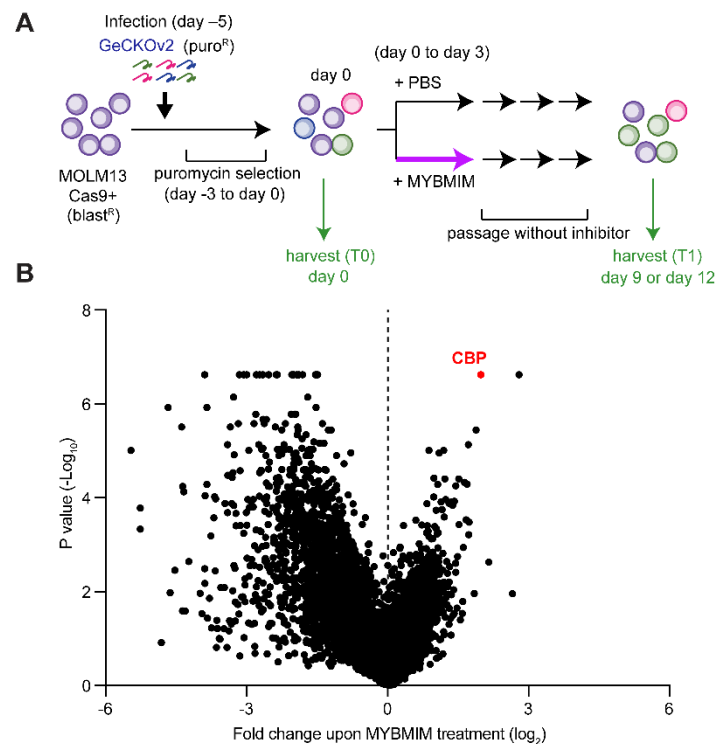 A
Infection (day –5)
GeCKOv2 (puroᴿ)
(day 0 to day 3)
day 0
+ PBS
+ MYBMIM
MOLM13
Cas9+
(blastᴿ)
puromycin selection
(day -3 to day 0)
passage without inhibitor
harvest (T0)
day 0
harvest (T1)
day 9 or day 12
B
8
6
4
2
0
P value (-Log₁₀)
CBP
-6
-3
0
3
6
Fold change upon MYBMIM treatment (log₂)